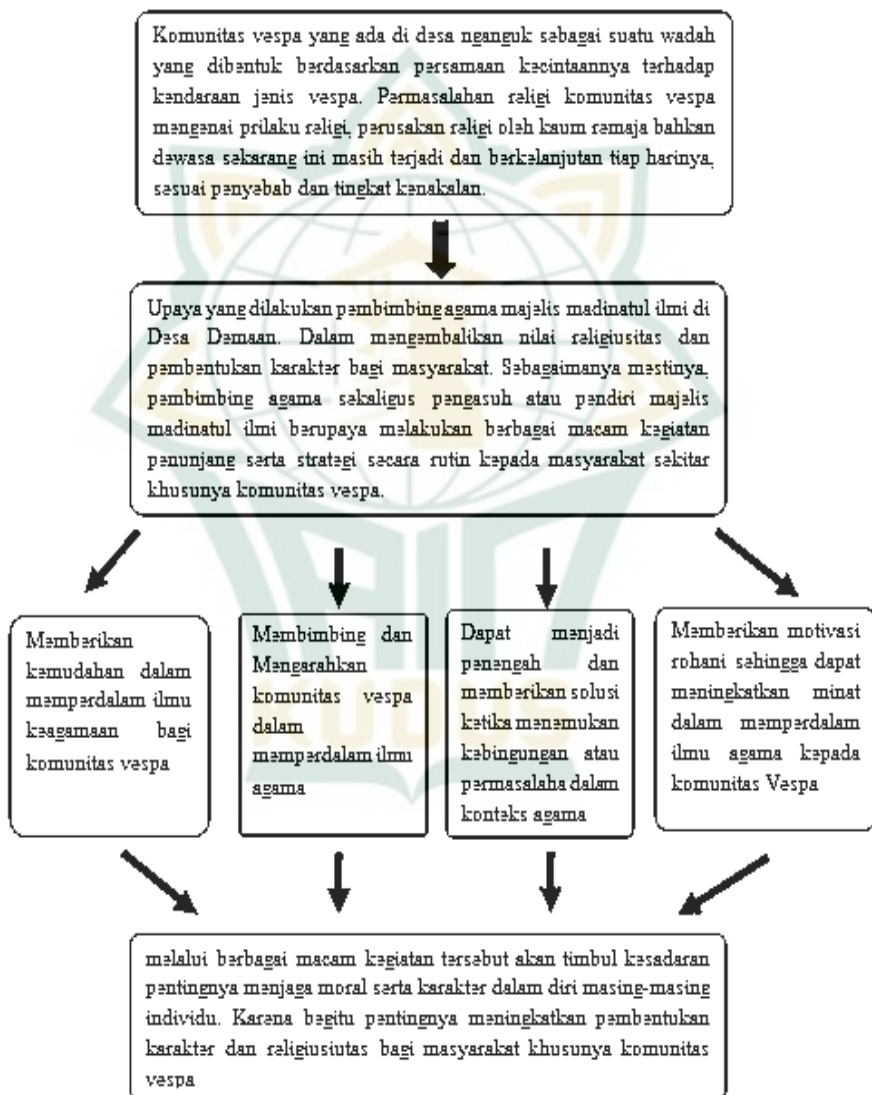 Komunitas vespa yang ada di desa nganguk sebagai suatu wadah
yang dibentuk berdasarkan persamaan kecintaannya terhadap
kendaraan jenis vespa. Permasalahan religi komunitas vespa
mengenai prilaku religi, perusakan religi oleh kaum remaja bahkan
dewasa sekarang ini masih terjadi dan berkelanjutan tiap harinya,
sesuai penyebab dan tingkat kenakalan.
Upaya yang dilakukan pembimbing agama majelis madinatul ilmi di
Desa Demaan. Dalam mengembalikan nilai religiusitas dan
pembentukan karakter bagi masyarakat. Sebagaimanya mestinya,
pembimbing agama sekaligus pengasuh atau pendiri majelis
madinatul ilmi berupaya melakukan berbagai macam kegiatan
penunjang serta strategi secara rutin kepada masyarakat sekitar
khusunya komunitas vespa.
Memberikan
kemudahan dalam
memperdalam ilmu
keagamaan bagi
komunitas vespa
Membimbing dan
Mengarahkan
komunitas vespa
dalam
memperdalam ilmu
agama
Dapat menjadi
penengah dan
memberikan solusi
ketika menemukan
kebingungan atau
permasalaha dalam
konteks agama
Memberikan motivasi
rohani sehingga dapat
meningkatkan minat
dalam memperdalam
ilmu agama kepada
komunitas Vespa
KUDUS
melalui berbagai macam kegiatan tersebut akan timbul kesadaran
pentingnya menjaga moral serta karakter dalam diri masing-masing
individu. Karena begitu pentingnya meningkatkan pembentukan
karakter dan religiusiutas bagi masyarakat khusunya komunitas
vespa